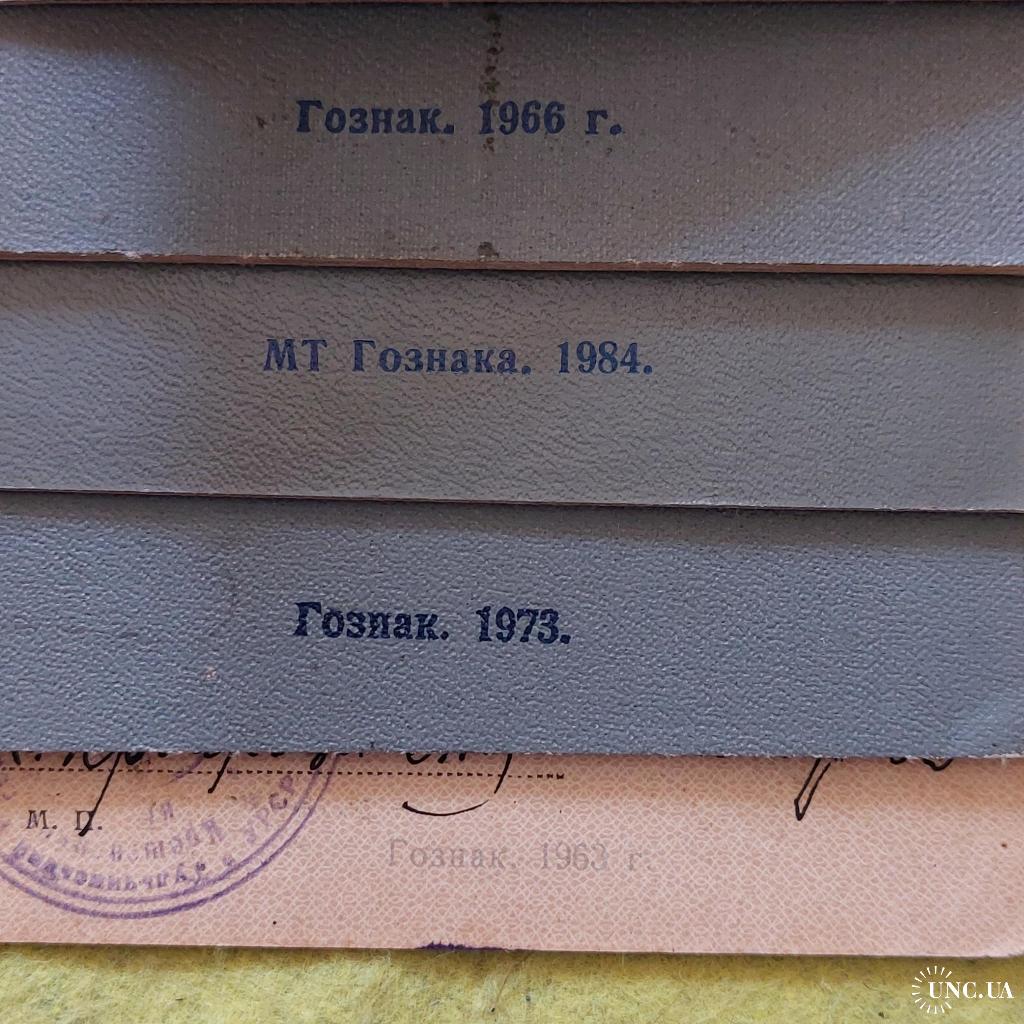 Гознак. 1966 г.
МТ Гознака. 1984.
Гознак. 1973.
М. П.
Гознак. 1963 г.
UNC.UA